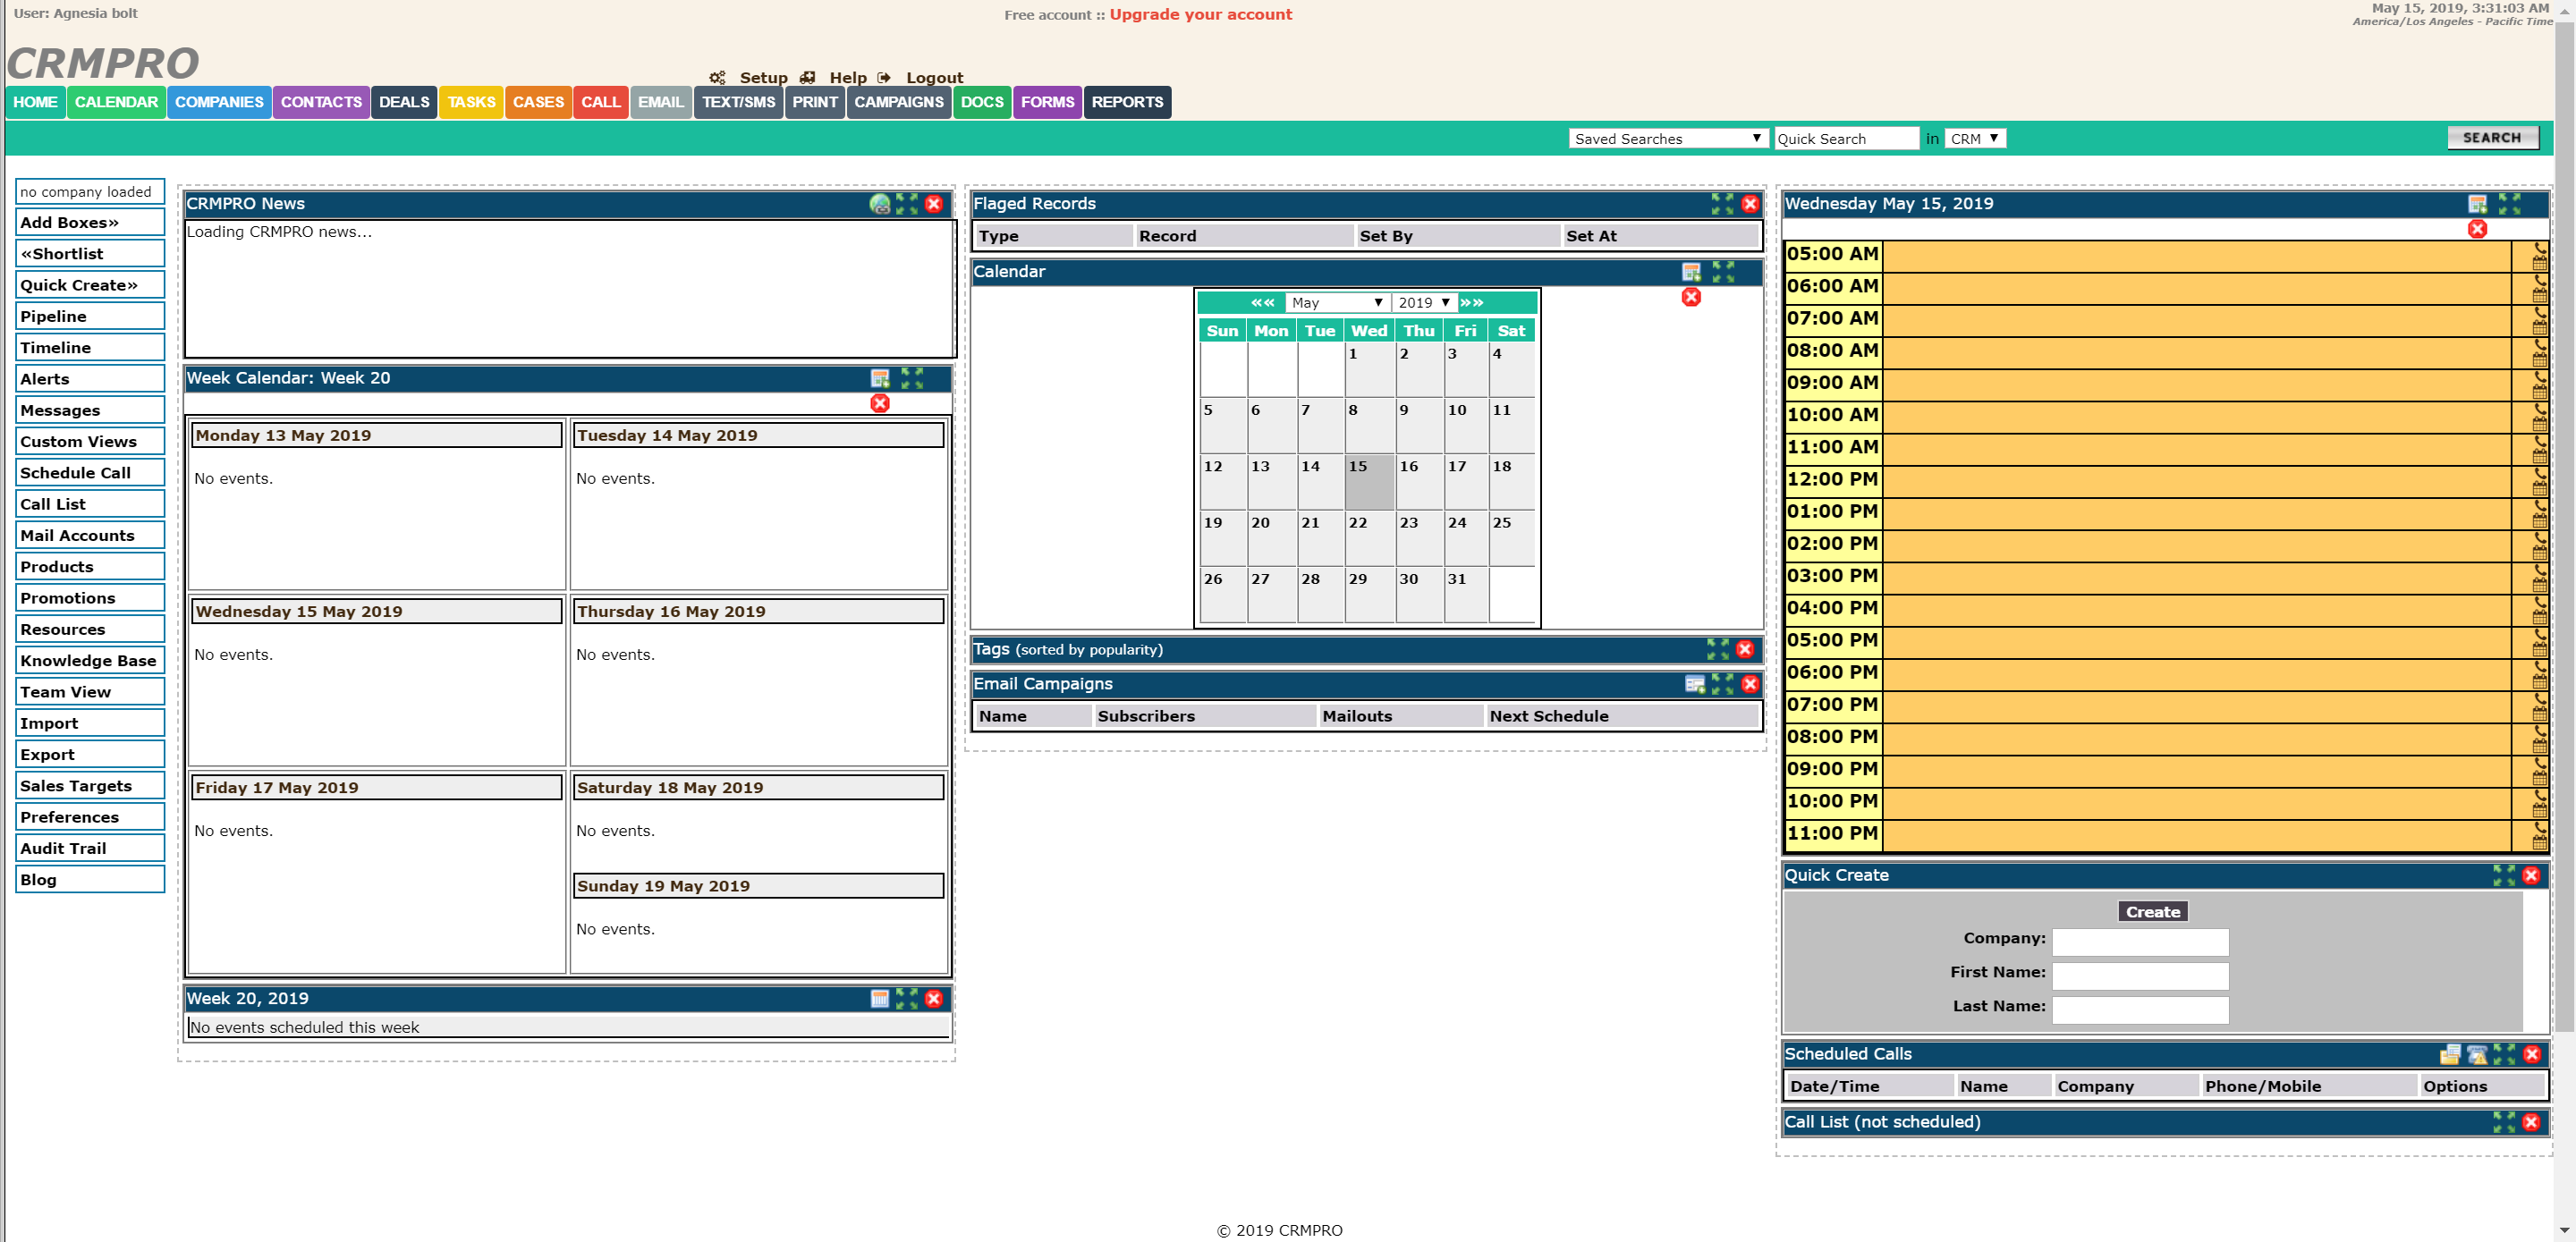 User: Agnesia bolt
Free account :: Upgrade your account
May 15, 2019, 3:31:03 AM
America/Los Angeles - Pacific Time
CRMPRO
Setup Help Logout
HOME CALENDAR COMPANIES CONTACTS DEALS TASKS CASES CALL EMAIL TEXT/SMS PRINT CAMPAIGNS DOCS FORMS REPORTS
Saved Searches Quick Search in CRM SEARCH
no company loaded
Add Boxes»
«Shortlist
Quick Create»
Pipeline
Timeline
Alerts
Messages
Custom Views
Schedule Call
Call List
Mail Accounts
Products
Promotions
Resources
Knowledge Base
Team View
Import
Export
Sales Targets
Preferences
Audit Trail
Blog
CRMPRO News
Loading CRMPRO news...
Week Calendar: Week 20
Monday 13 May 2019 Tuesday 14 May 2019
No events. No events.
Wednesday 15 May 2019 Thursday 16 May 2019
No events. No events.
Friday 17 May 2019 Saturday 18 May 2019
No events. No events.
Sunday 19 May 2019
No events.
Week 20, 2019
No events scheduled this week
Flaged Records
Type Record Set By Set At
Calendar
«« May 2019 »»
Sun Mon Tue Wed Thu Fri Sat
1 2 3 4
5 6 7 8 9 10 11
12 13 14 15 16 17 18
19 20 21 22 23 24 25
26 27 28 29 30 31
Tags (sorted by popularity)
Email Campaigns
Name Subscribers Mailouts Next Schedule
Wednesday May 15, 2019
05:00 AM
06:00 AM
07:00 AM
08:00 AM
09:00 AM
10:00 AM
11:00 AM
12:00 PM
01:00 PM
02:00 PM
03:00 PM
04:00 PM
05:00 PM
06:00 PM
07:00 PM
08:00 PM
09:00 PM
10:00 PM
11:00 PM
Quick Create
Create
Company:
First Name:
Last Name:
Scheduled Calls
Date/Time Name Company Phone/Mobile Options
Call List (not scheduled)
© 2019 CRMPRO